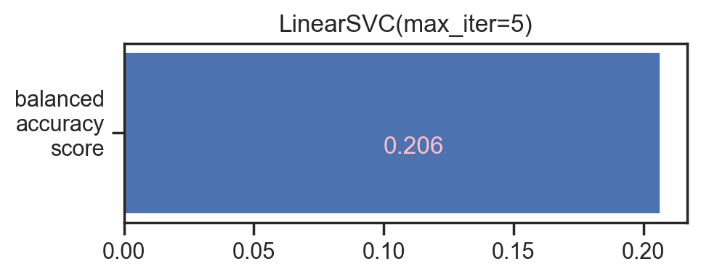 LinearSVC(max_iter=5)
balanced
accuracy
score
0.206
0.00 0.05 0.10 0.15 0.20